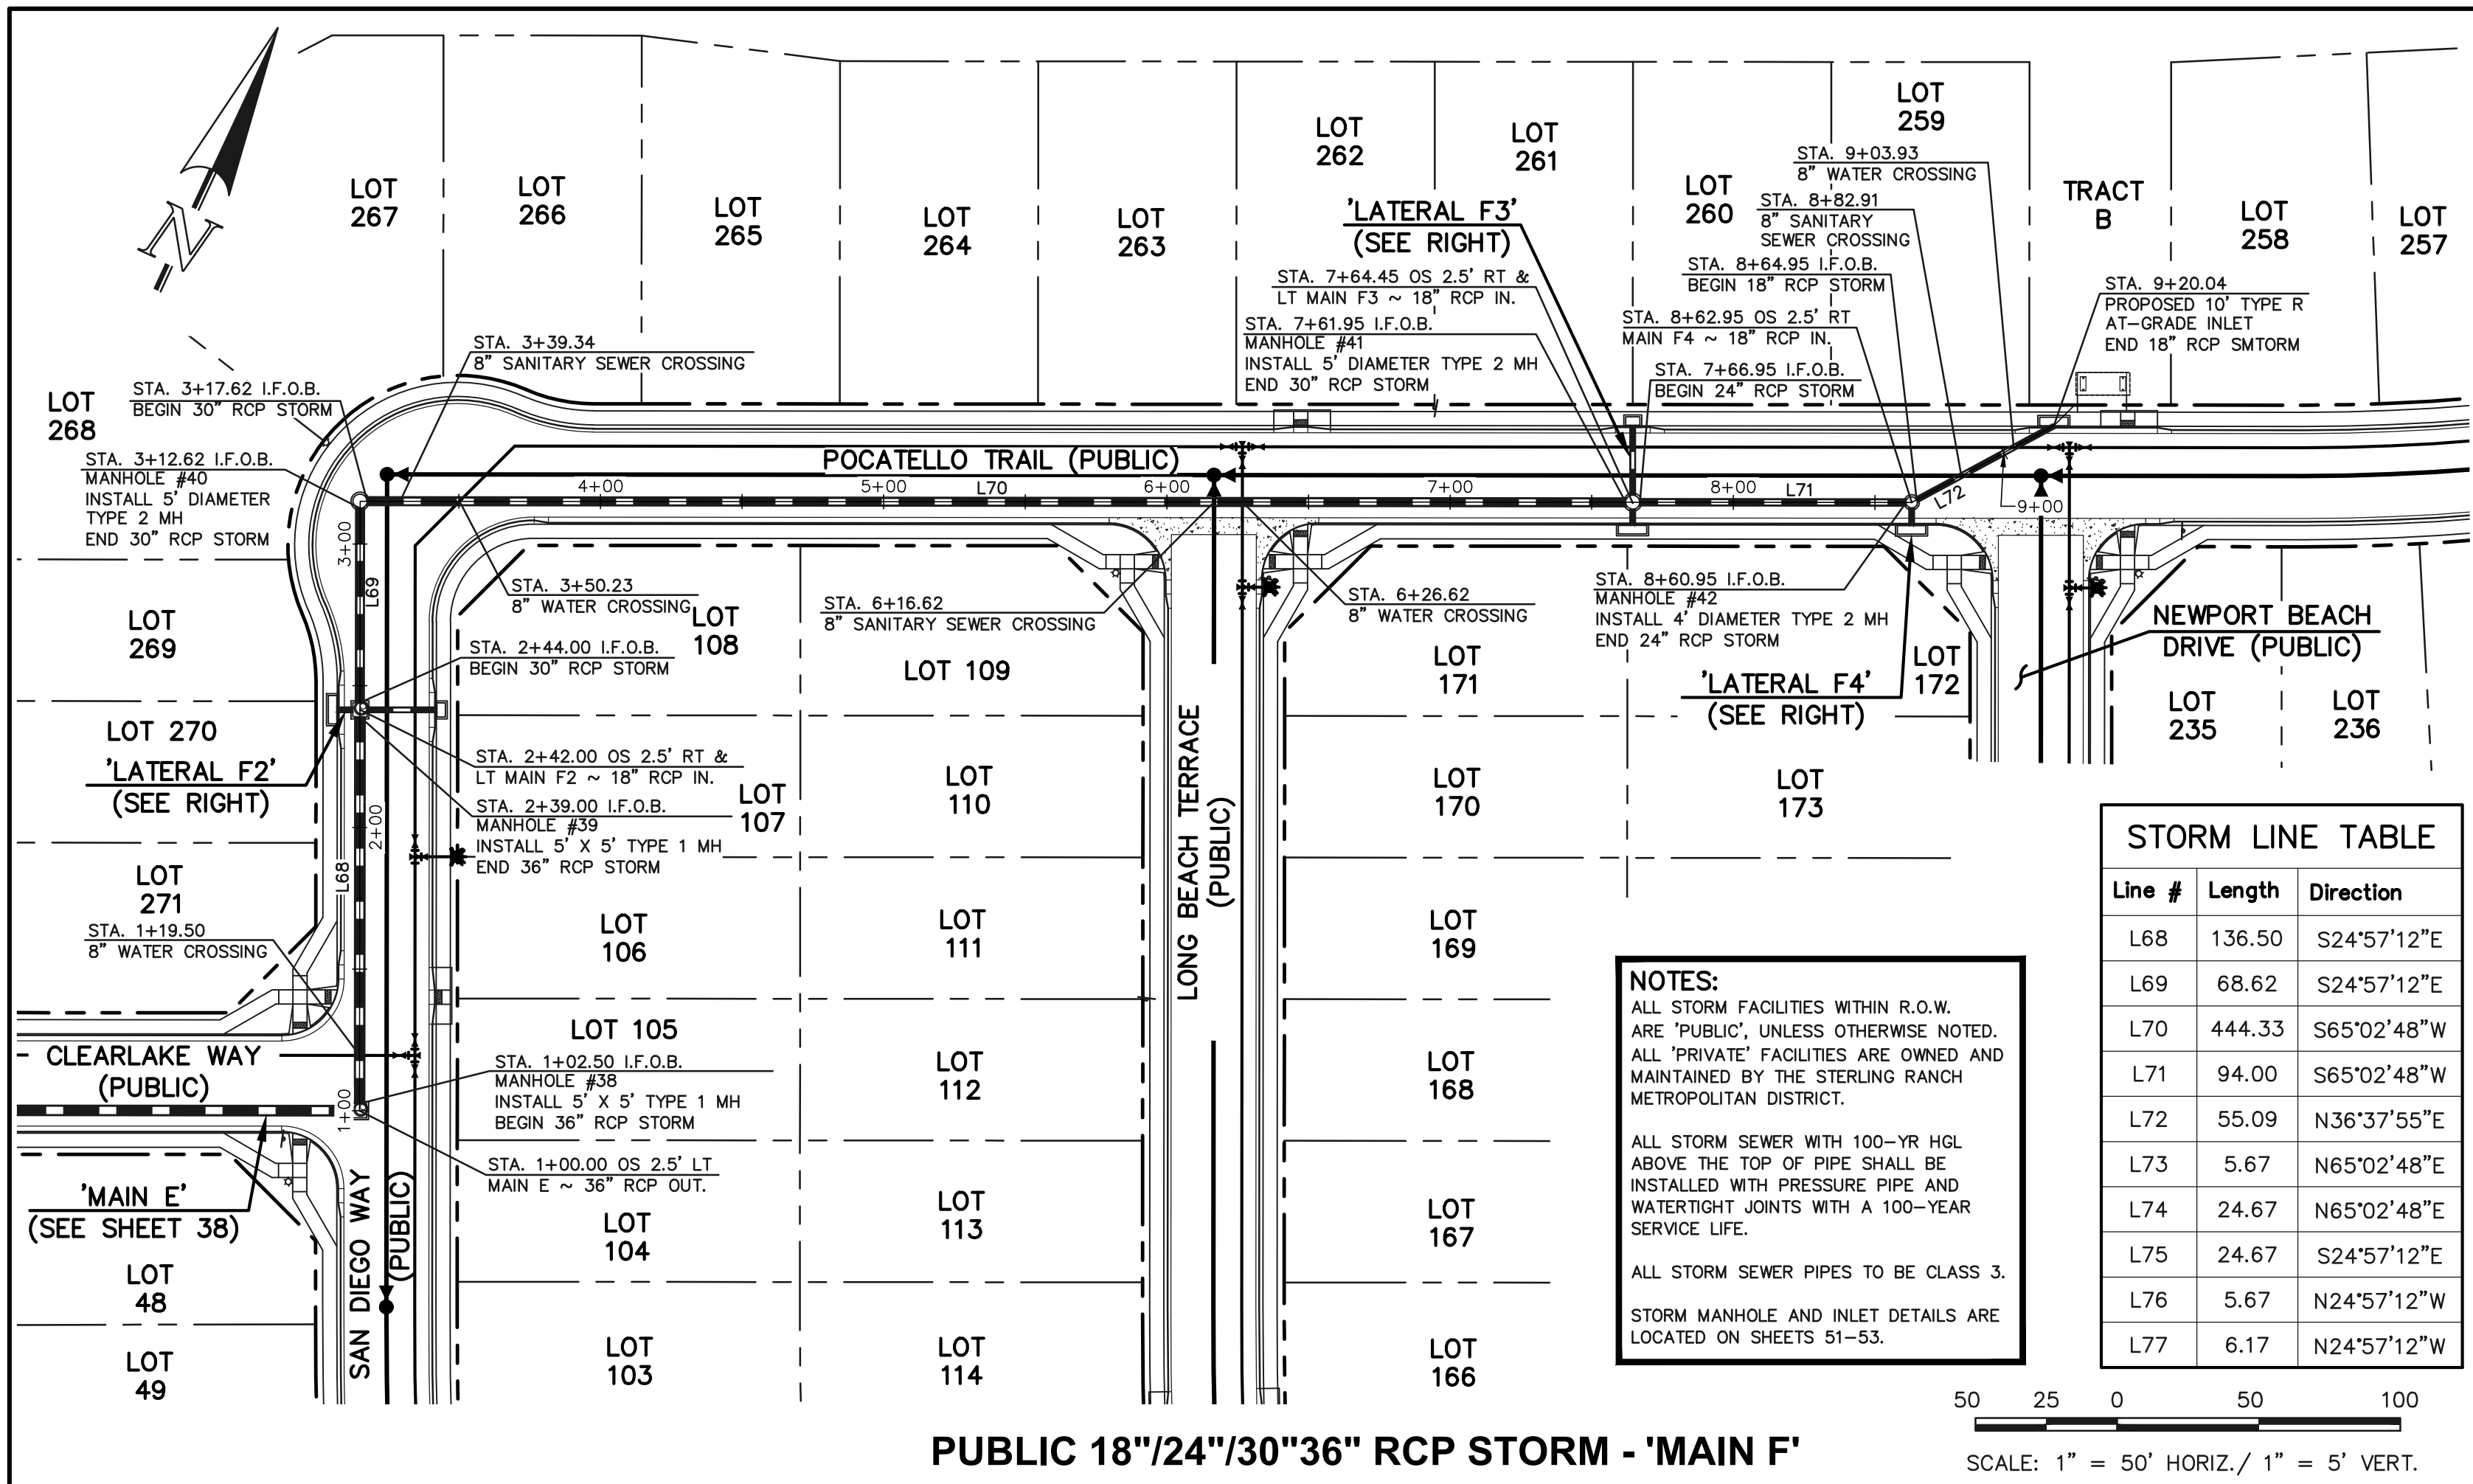 N
LOT
267
LOT
266
LOT
265
LOT
264
LOT
263
LOT
262
LOT
261
LOT
260
LOT
259
TRACT
B
LOT
258
LOT
257
'LATERAL F3'
(SEE RIGHT)
STA. 9+03.93
8" WATER CROSSING
STA. 8+82.91
8" SANITARY
SEWER CROSSING
STA. 8+64.95 I.F.O.B.
BEGIN 18" RCP STORM
STA. 8+62.95 OS 2.5' RT
MAIN F4 ~ 18" RCP IN.
STA. 7+66.95 I.F.O.B.
BEGIN 24" RCP STORM
STA. 7+64.45 OS 2.5' RT &
LT MAIN F3 ~ 18" RCP IN.
STA. 7+61.95 I.F.O.B.
MANHOLE #41
INSTALL 5' DIAMETER TYPE 2 MH
END 30" RCP STORM
STA. 9+20.04
PROPOSED 10' TYPE R
AT-GRADE INLET
END 18" RCP SMTORM
STA. 3+39.34
8" SANITARY SEWER CROSSING
STA. 3+17.62 I.F.O.B.
BEGIN 30" RCP STORM
LOT
268
STA. 3+12.62 I.F.O.B.
MANHOLE #40
INSTALL 5' DIAMETER
TYPE 2 MH
END 30" RCP STORM
POCATELLO TRAIL (PUBLIC)
4+00
5+00
L70
6+00
7+00
8+00
L71
L72
9+00
3+00
L69
STA. 3+50.23
8" WATER CROSSING
LOT
108
STA. 6+16.62
8" SANITARY SEWER CROSSING
STA. 6+26.62
8" WATER CROSSING
STA. 8+60.95 I.F.O.B.
MANHOLE #42
INSTALL 4' DIAMETER TYPE 2 MH
END 24" RCP STORM
NEWPORT BEACH
DRIVE (PUBLIC)
LOT
269
STA. 2+44.00 I.F.O.B.
BEGIN 30" RCP STORM
LOT 109
LOT
171
'LATERAL F4'
(SEE RIGHT)
LOT
172
LOT
235
LOT
236
LOT 270
'LATERAL F2'
(SEE RIGHT)
STA. 2+42.00 OS 2.5' RT &
LT MAIN F2 ~ 18" RCP IN.
STA. 2+39.00 I.F.O.B.
MANHOLE #39
INSTALL 5' X 5' TYPE 1 MH
END 36" RCP STORM
LOT
107
LOT
110
LONG BEACH TERRACE
(PUBLIC)
LOT
170
LOT
173
2+00
L68
LOT
271
STA. 1+19.50
8" WATER CROSSING
LOT
106
LOT
111
LOT
169
CLEARLAKE WAY
(PUBLIC)
LOT 105
STA. 1+02.50 I.F.O.B.
MANHOLE #38
INSTALL 5' X 5' TYPE 1 MH
BEGIN 36" RCP STORM
1+00
LOT
112
LOT
168
STA. 1+00.00 OS 2.5' LT
MAIN E ~ 36" RCP OUT.
'MAIN E'
(SEE SHEET 38)
SAN DIEGO WAY
(PUBLIC)
LOT
104
LOT
113
LOT
167
LOT
48
LOT
49
LOT
103
LOT
114
LOT
166
NOTES:
ALL STORM FACILITIES WITHIN R.O.W.
ARE 'PUBLIC', UNLESS OTHERWISE NOTED.
ALL 'PRIVATE' FACILITIES ARE OWNED AND
MAINTAINED BY THE STERLING RANCH
METROPOLITAN DISTRICT.
ALL STORM SEWER WITH 100-YR HGL
ABOVE THE TOP OF PIPE SHALL BE
INSTALLED WITH PRESSURE PIPE AND
WATERTIGHT JOINTS WITH A 100-YEAR
SERVICE LIFE.
ALL STORM SEWER PIPES TO BE CLASS 3.
STORM MANHOLE AND INLET DETAILS ARE
LOCATED ON SHEETS 51-53.
STORM LINE TABLE
Line # Length Direction
L68 136.50 S24°57'12"E
L69 68.62 S24°57'12"E
L70 444.33 S65°02'48"W
L71 94.00 S65°02'48"W
L72 55.09 N36°37'55"E
L73 5.67 N65°02'48"E
L74 24.67 N65°02'48"E
L75 24.67 S24°57'12"E
L76 5.67 N24°57'12"W
L77 6.17 N24°57'12"W
50 25 0 50 100
SCALE: 1" = 50' HORIZ./ 1" = 5' VERT.
PUBLIC 18"/24"/30"36" RCP STORM - 'MAIN F'